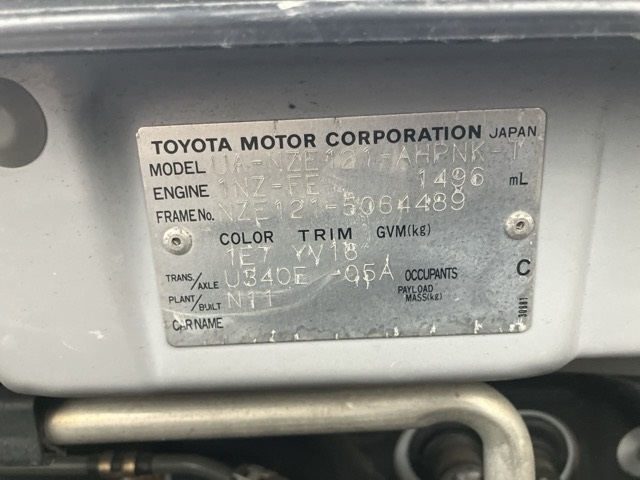 TOYOTA MOTOR CORPORATION JAPAN
MODEL UA-NZE121-AHPNK-T
ENGINE 1NZ-FE 1496 mL
FRAME No. NZE121-5064489
COLOR TRIM GVM(kg)
1E7 YV18
TRANS./AXLE U340E -05A OCCUPANTS C
PLANT/BUILT N11 PAYLOAD MASS(kg)
CAR NAME